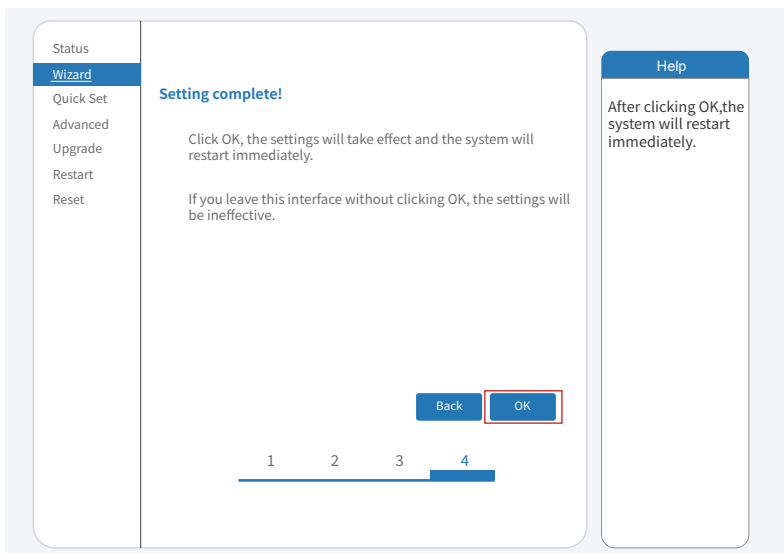 Status
Wizard
Quick Set
Advanced
Upgrade
Restart
Reset
Setting complete!
Click OK, the settings will take effect and the system will
restart immediately.
If you leave this interface without clicking OK, the settings will
be ineffective.
Back
OK
1 2 3 4
Help
After clicking OK,the
system will restart
immediately.